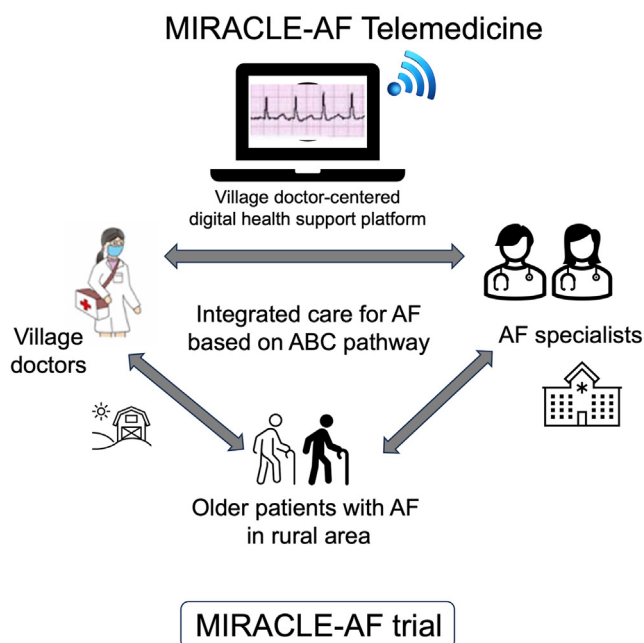 MIRACLE-AF Telemedicine
Village doctor-centered
digital health support platform
Integrated care for AF
based on ABC pathway
Village
doctors
AF specialists
Older patients with AF
in rural area
MIRACLE-AF trial